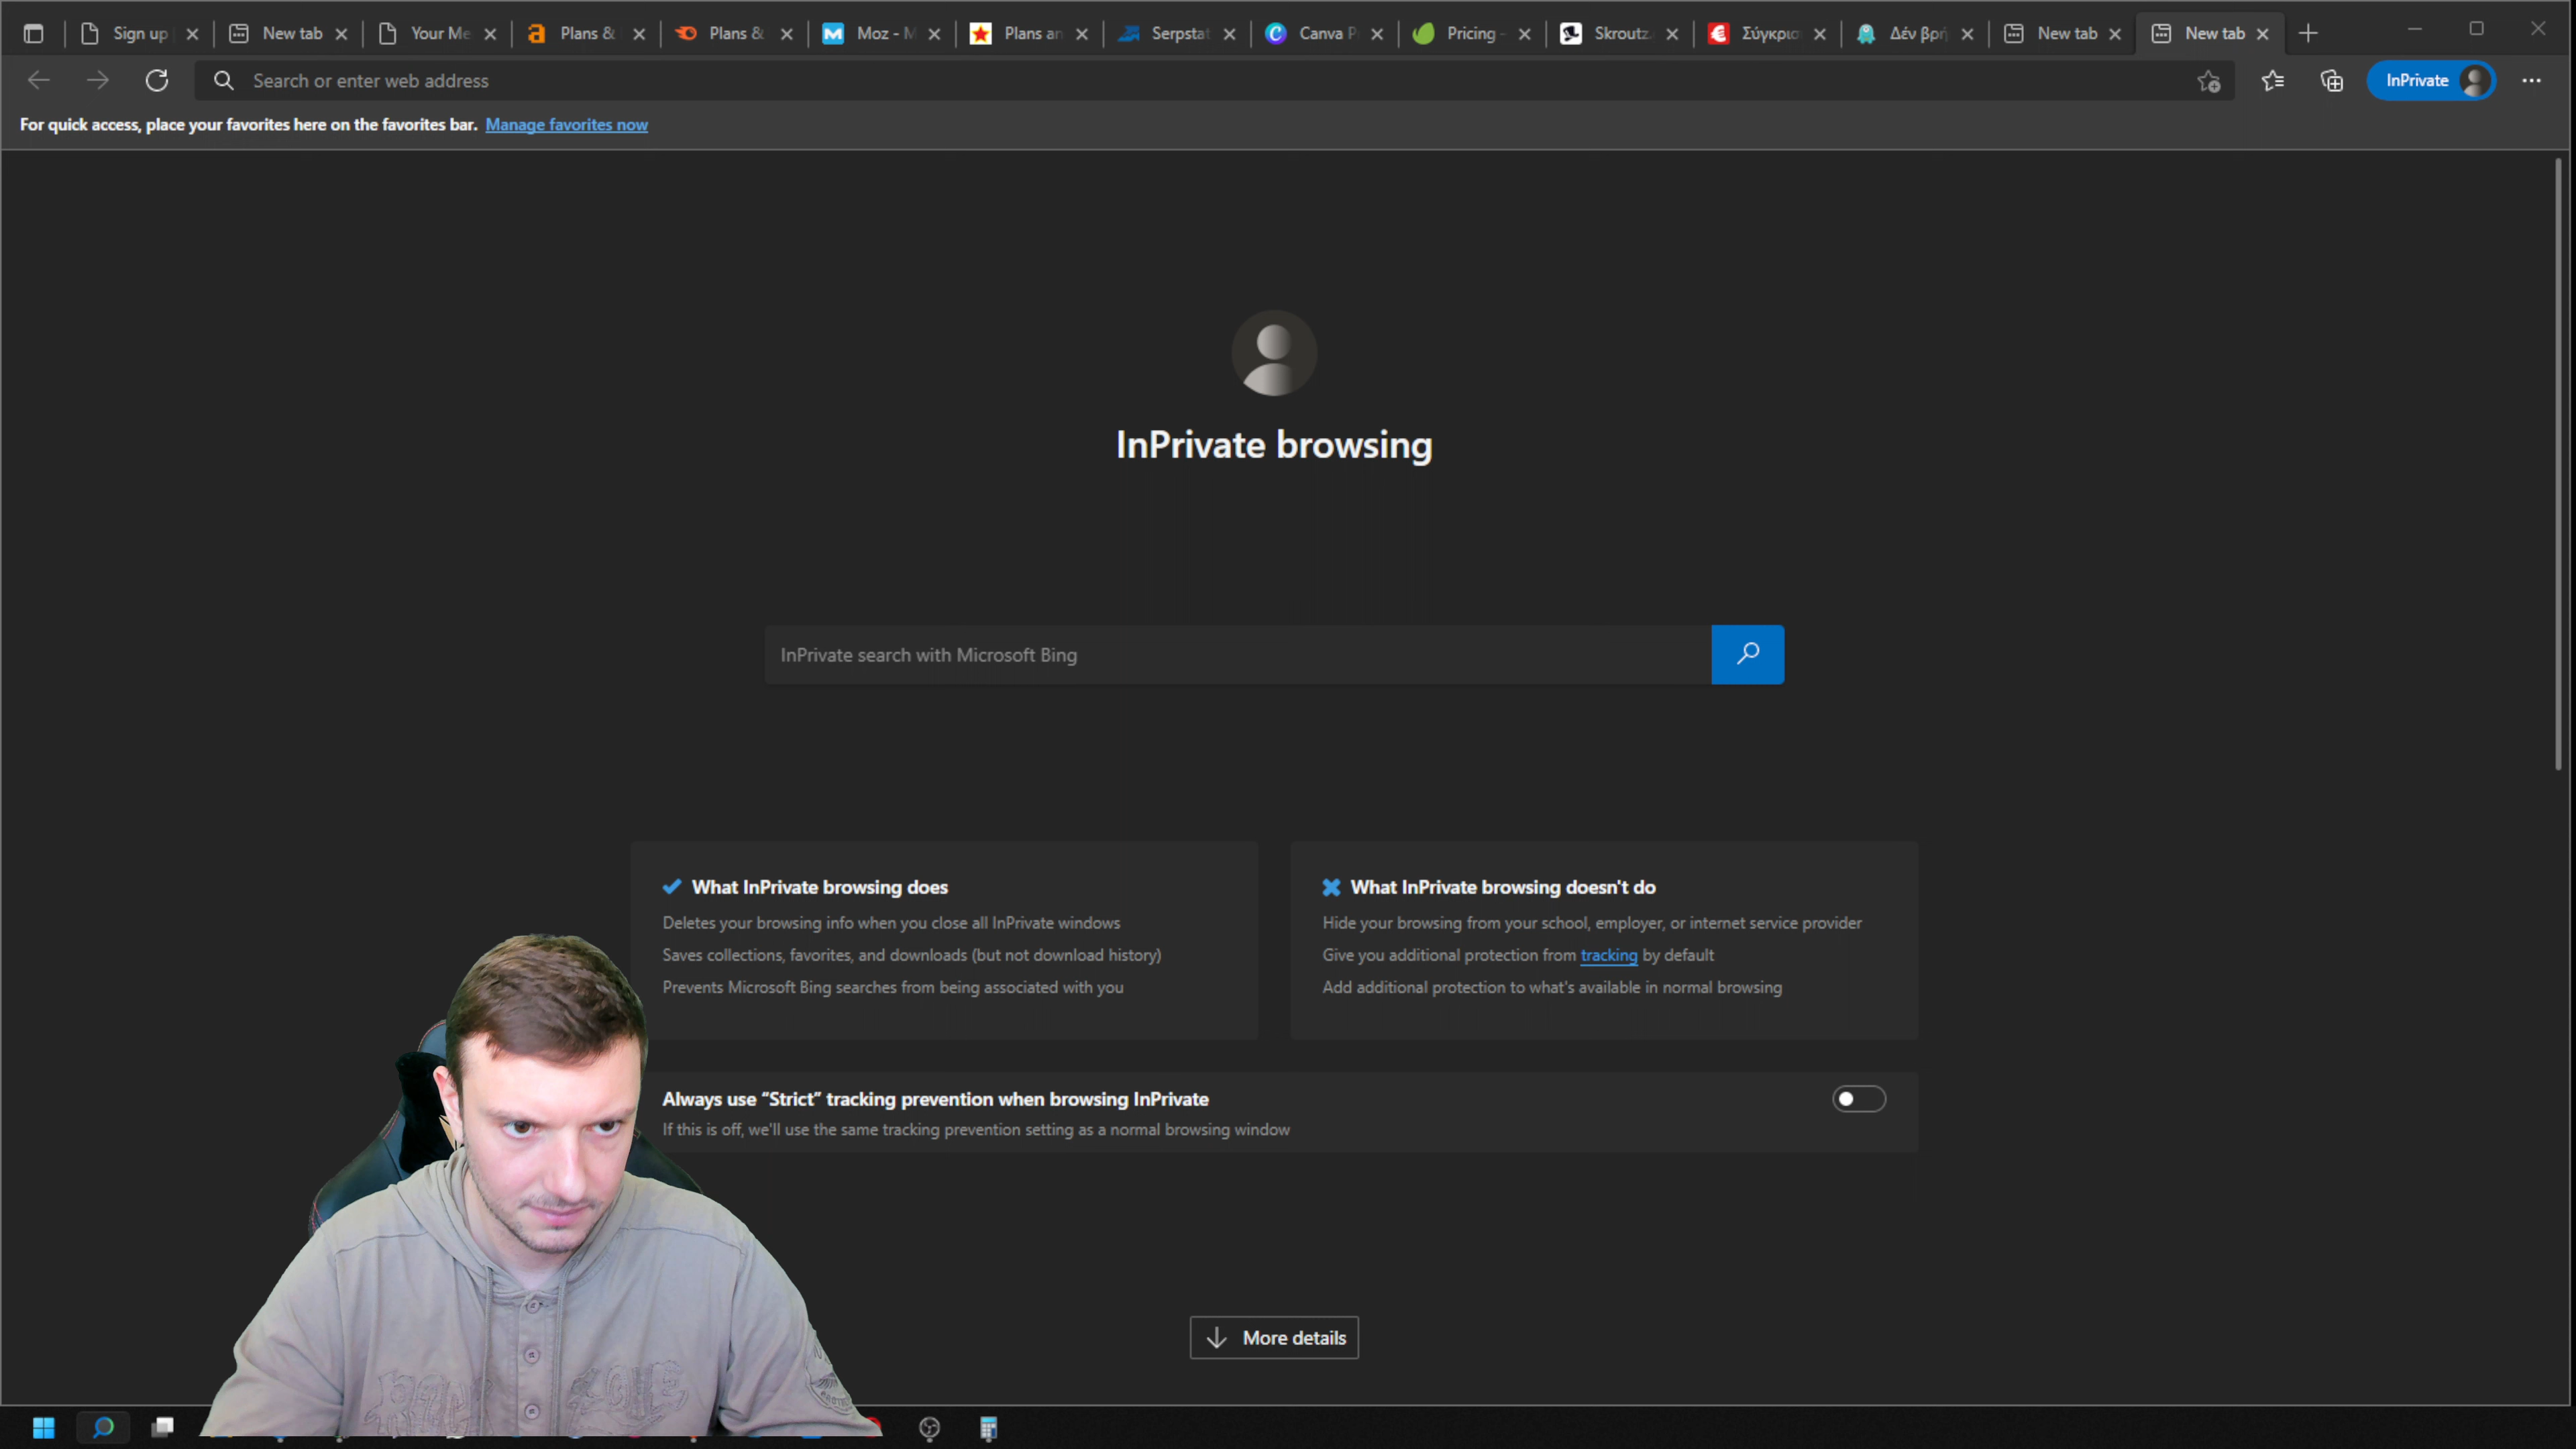 Sign up
New tab
Your Me
Plans &
Plans &
Moz - M
Plans an
Serpstat
Canva P
Pricing -
Skroutz
Σύγκρισ
Δέν βρή
New tab
New tab
Search or enter web address
InPrivate
For quick access, place your favorites here on the favorites bar. Manage favorites now
InPrivate browsing
InPrivate search with Microsoft Bing
What InPrivate browsing does
Deletes your browsing info when you close all InPrivate windows
Saves collections, favorites, and downloads (but not download history)
Prevents Microsoft Bing searches from being associated with you
What InPrivate browsing doesn't do
Hide your browsing from your school, employer, or internet service provider
Give you additional protection from tracking by default
Add additional protection to what's available in normal browsing
Always use “Strict” tracking prevention when browsing InPrivate
If this is off, we'll use the same tracking prevention setting as a normal browsing window
More details